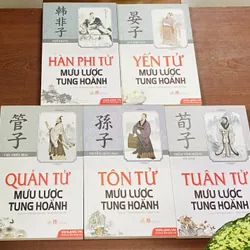 韩非子
HÀN PHI TỬ
MƯU LƯỢC
TUNG HOÀNH
晏子
YẾN TỬ
MƯU LƯỢC
TUNG HOÀNH
管子
QUẢN TỬ
MƯU LƯỢC
TUNG HOÀNH
孫子
TÔN TỬ
MƯU LƯỢC
TUNG HOÀNH
荀子
TUÂN TỬ
MƯU LƯỢC
TUNG HOÀNH